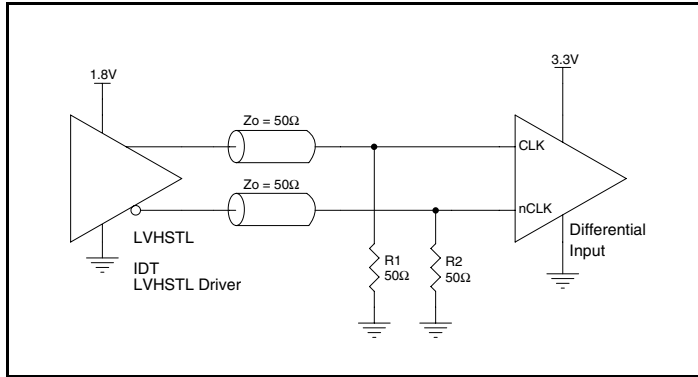 1.8V
3.3V
Zo = 50Ω
CLK
Zo = 50Ω
nCLK
LVHSTL
IDT
LVHSTL Driver
R1
50Ω
R2
50Ω
Differential
Input